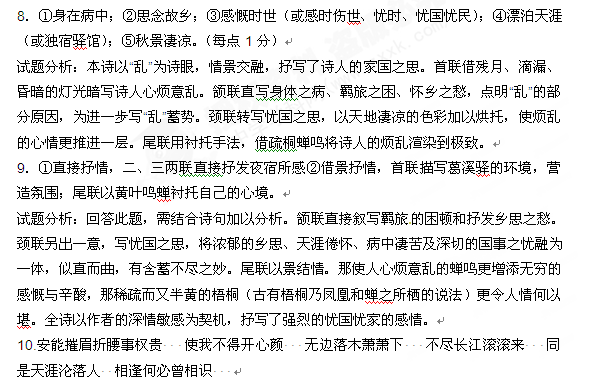 8．①身在病中；②思念故乡；③感慨时世（或感时伤世、忧时、忧国忧民）；④漂泊天涯
（或独宿驿馆）；⑤秋景凄凉。（每点 1 分）
试题分析：本诗以“乱”为诗眼，情景交融，抒写了诗人的家国之思。首联借残月、滴漏、
昏暗的灯光暗写诗人心烦意乱。颔联直写身体之病、羁旅之困、怀乡之愁，点明“乱”的部
分原因，为进一步写“乱”蓄势。颈联转写忧国之思，以天地凄凉的色彩加以烘托，使烦乱
的心情更推进一层。尾联用衬托手法，借疏桐蝉鸣将诗人的烦乱渲染到极致。
9．①直接抒情，二、三两联直接抒发夜宿所感②借景抒情，首联描写葛溪驿的环境，营
造氛围；尾联以黄叶鸣蝉衬托自己的心境。
试题分析：回答此题，需结合诗句加以分析。颔联直接叙写羁旅.的困顿和抒发乡思之愁。
颈联另出一意，写忧国之思，将浓郁的乡思、天涯倦怀、病中凄苦及深切的国事之忧融为
一体，似直而曲，有含蓄不尽之妙。尾联以景结情。那使人心烦意乱的蝉鸣更增添无穷的
感慨与辛酸，那稀疏而又半黄的梧桐（古有梧桐乃凤凰和蝉之所栖的说法）更令人情何以
堪。全诗以作者的深情敏感为契机，抒写了强烈的忧国忧家的感情。
10.安能摧眉折腰事权贵 使我不得开心颜 无边落木萧萧下 不尽长江滚滚来 同
是天涯沦落人 相逢何必曾相识